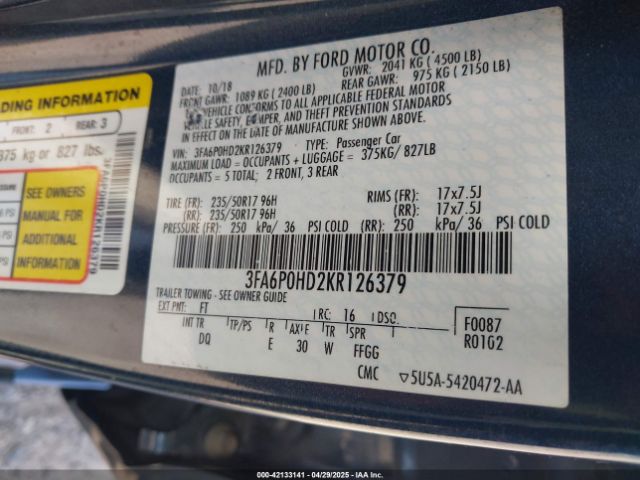 MFD. BY FORD MOTOR CO.
DATE: 10/18 GVWR: 2041 KG (4500 LB)
FRONT GAWR: 1089 KG (2400 LB) REAR GAWR: 975 KG (2150 LB)
VEHICLE CONFORMS TO ALL APPLICABLE FEDERAL MOTOR
VEHICLE SAFETY, BUMPER, AND THEFT PREVENTION STANDARDS
IN EFFECT ON THE DATE OF MANUFACTURE SHOWN ABOVE.
VIN: 3FA6P0HD2KR126379 TYPE: Passenger Car
MAXIMUM LOAD = OCCUPANTS + LUGGAGE = 375KG/ 827LB
OCCUPANTS = 5 TOTAL; 2 FRONT, 3 REAR
TIRE (FR): 235/50R17 96H RIMS (FR): 17x7.5J
(RR): 235/50R17 96H (RR): 17x7.5J
PRESSURE (FR): 250 kPa/ 36 PSI COLD (RR): 250 kPa/ 36 PSI COLD
3FA6P0HD2KR126379
TRAILER TOWING - SEE OWNER GUIDE
EXT PNT: FT RC: 16 DSO:
INT TR TP/PS R AXLE TR SPR
DQ E 30 W FFGG
F0087
R01G2
CMC ▽5U5A-5420472-AA
ADING INFORMATION
FRONT: 2 REAR: 3
375 kg or 827 lbs.
SEE OWNERS
MANUAL FOR
ADDITIONAL
INFORMATION
PSI
PSI
3FA6P0HD2KR126379
000-42133141 04/29/2025 IAA, Inc.